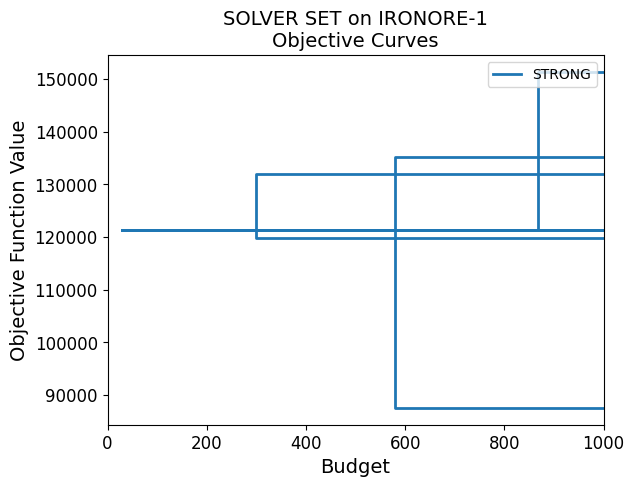 SOLVER SET on IRONORE-1
Objective Curves
STRONG
Objective Function Value
150000
140000
130000
120000
110000
100000
90000
0 200 400 600 800 1000
Budget